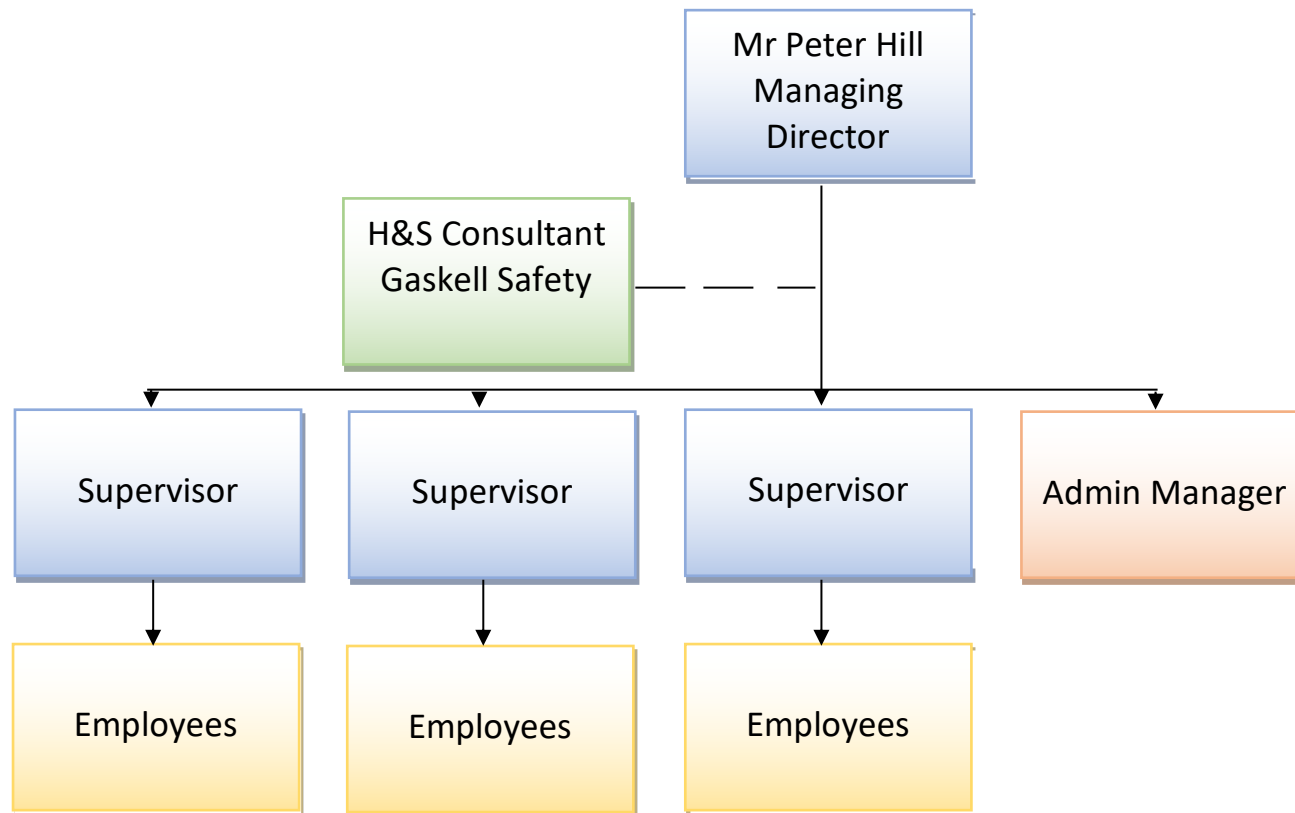 Mr Peter Hill
Managing
Director
H&S Consultant
Gaskell Safety
Supervisor
Supervisor
Supervisor
Admin Manager
Employees
Employees
Employees